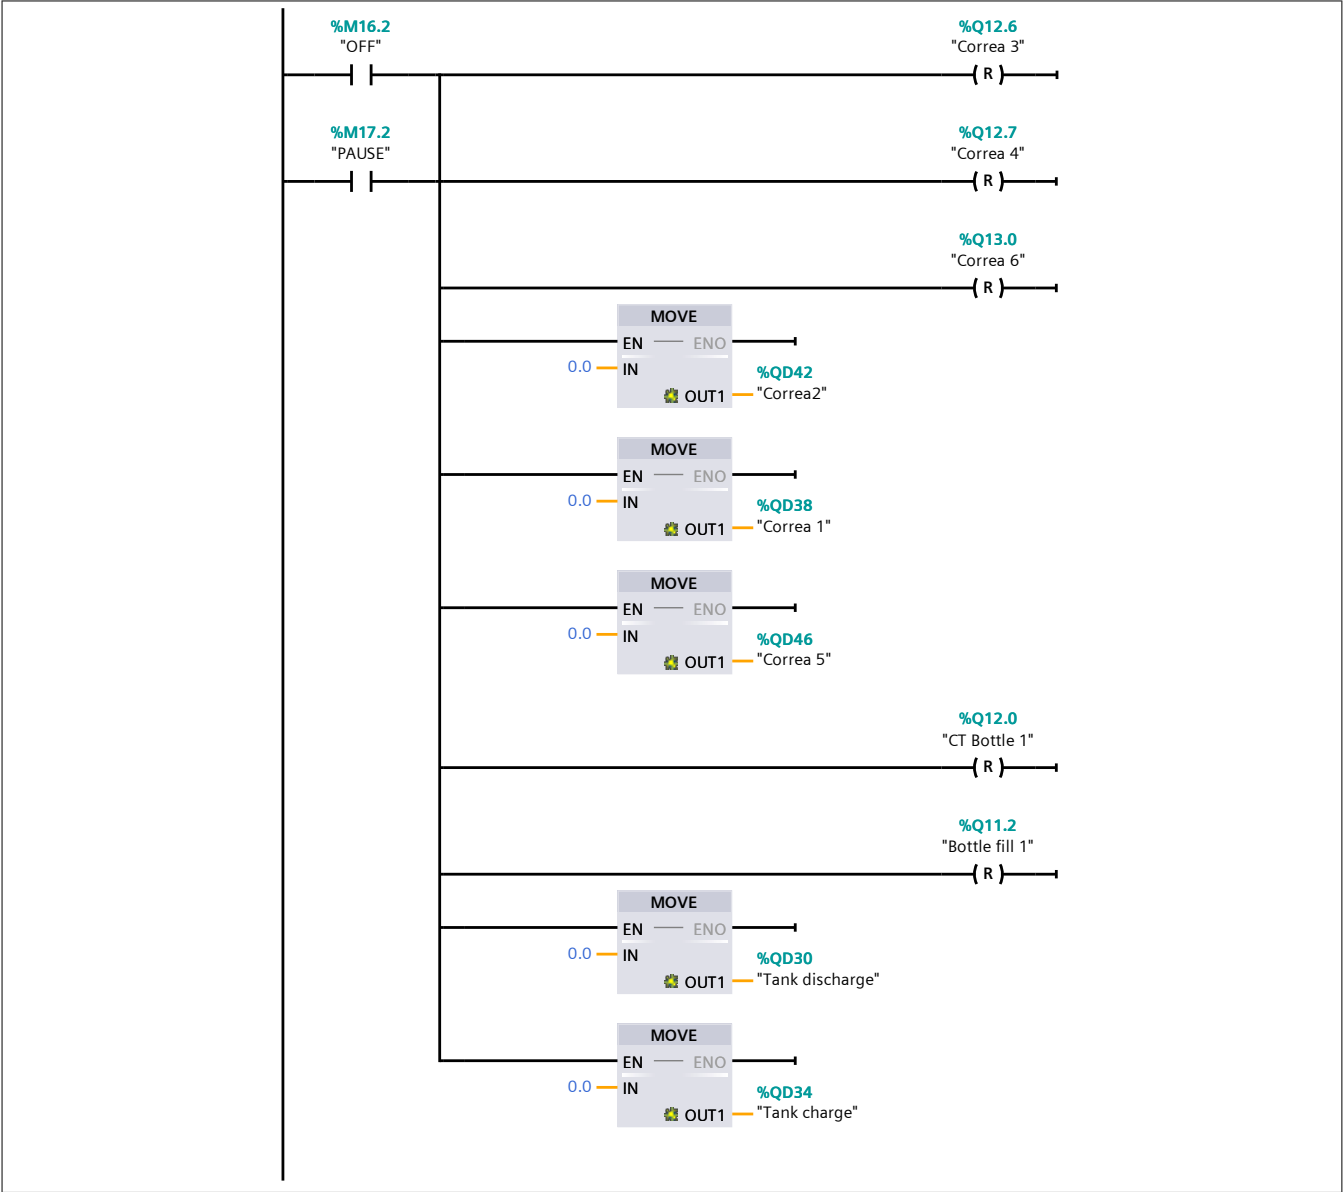 %M16.2
"OFF"
%Q12.6
"Correa 3"
R
%M17.2
"PAUSE"
%Q12.7
"Correa 4"
R
%Q13.0
"Correa 6"
R
MOVE
EN ENO
0.0 IN
%QD42
OUT1 "Correa2"
MOVE
EN ENO
0.0 IN
%QD38
OUT1 "Correa 1"
MOVE
EN ENO
0.0 IN
%QD46
OUT1 "Correa 5"
%Q12.0
"CT Bottle 1"
R
%Q11.2
"Bottle fill 1"
R
MOVE
EN ENO
0.0 IN
%QD30
OUT1 "Tank discharge"
MOVE
EN ENO
0.0 IN
%QD34
OUT1 "Tank charge"